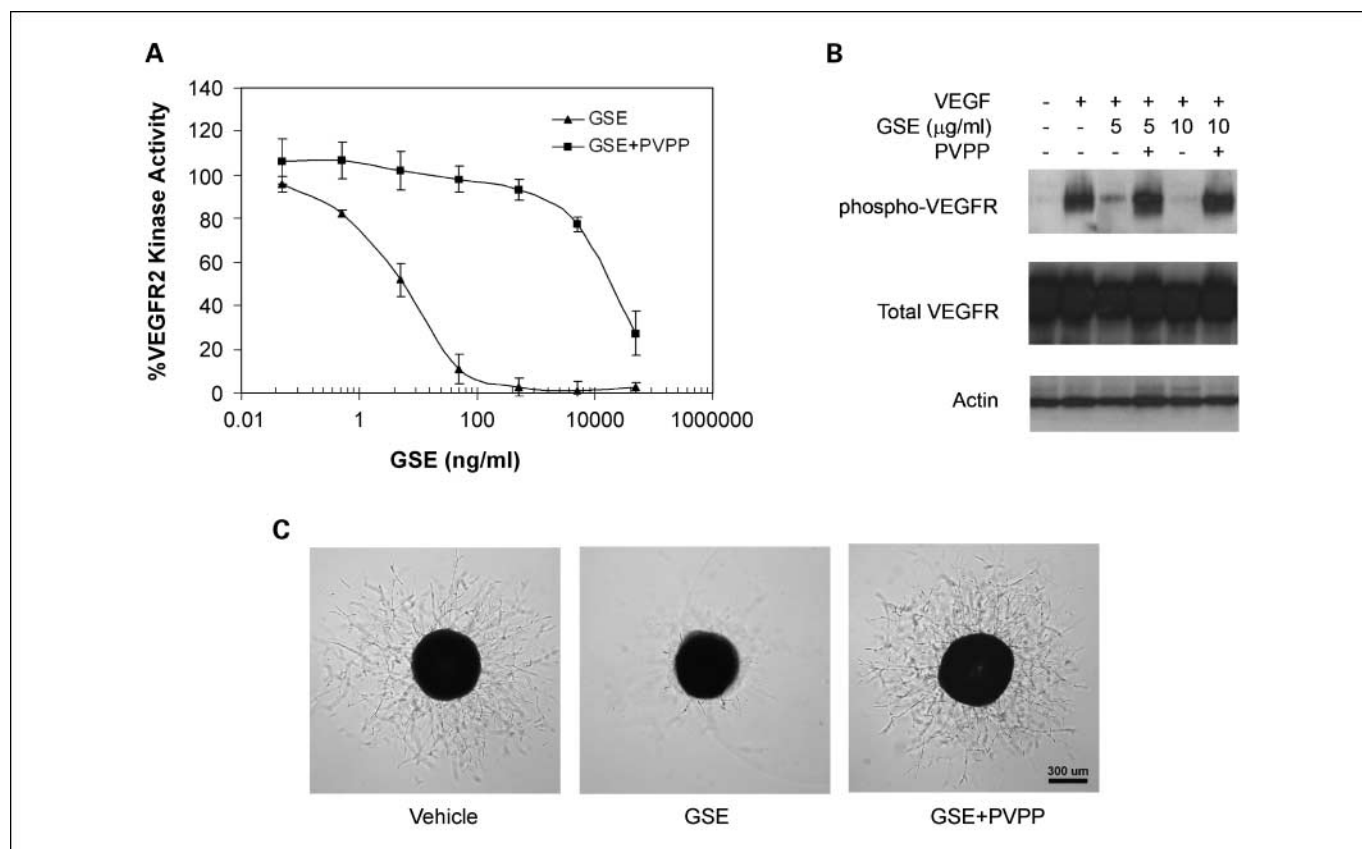 A
%VEGFR2 Kinase Activity
140
120
100
80
60
40
20
0
GSE
GSE+PVPP
0.01 1 100 10000 1000000
GSE (ng/ml)
B
VEGF - + + + + +
GSE (μg/ml) - - 5 5 10 10
PVPP - - - + - +
phospho-VEGFR
Total VEGFR
Actin
C
300 um
Vehicle GSE GSE+PVPP